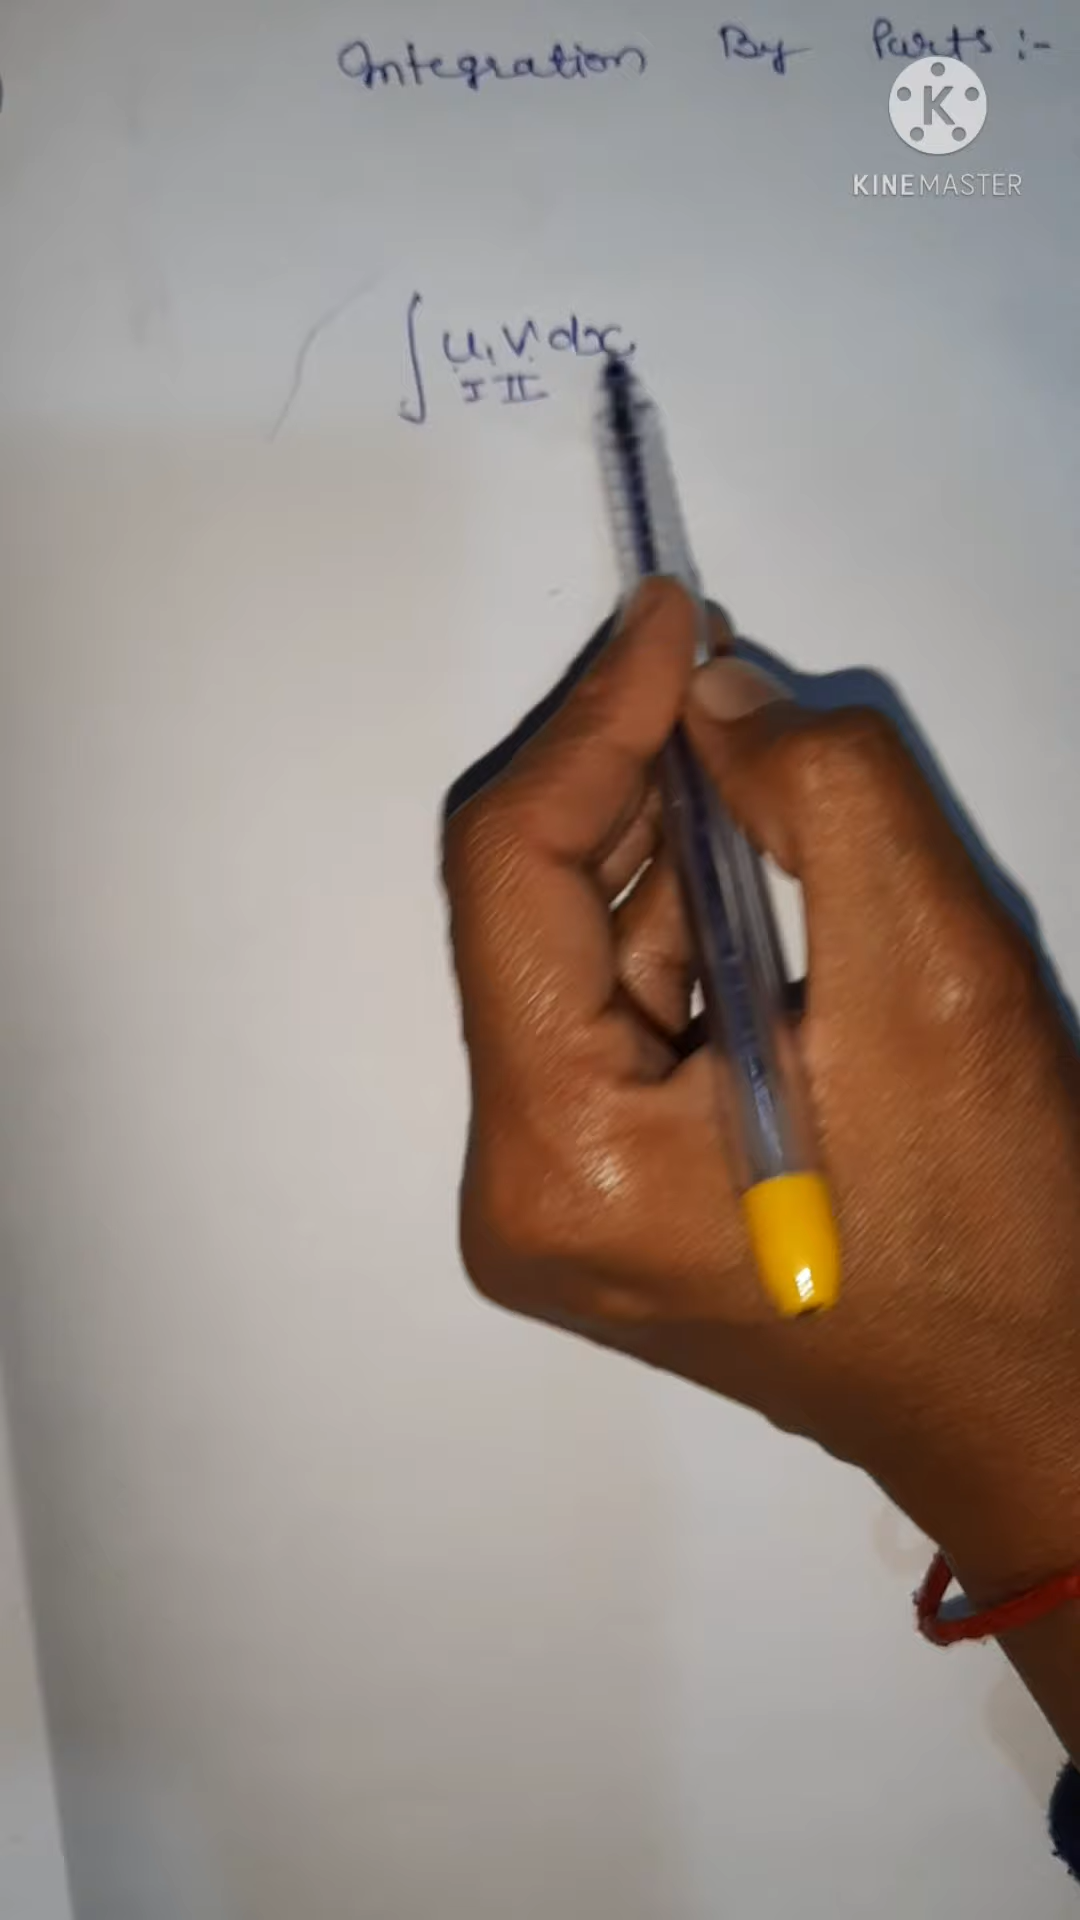 Integration By Parts :-
K
KINEMASTER
∫ u, v dx
I II